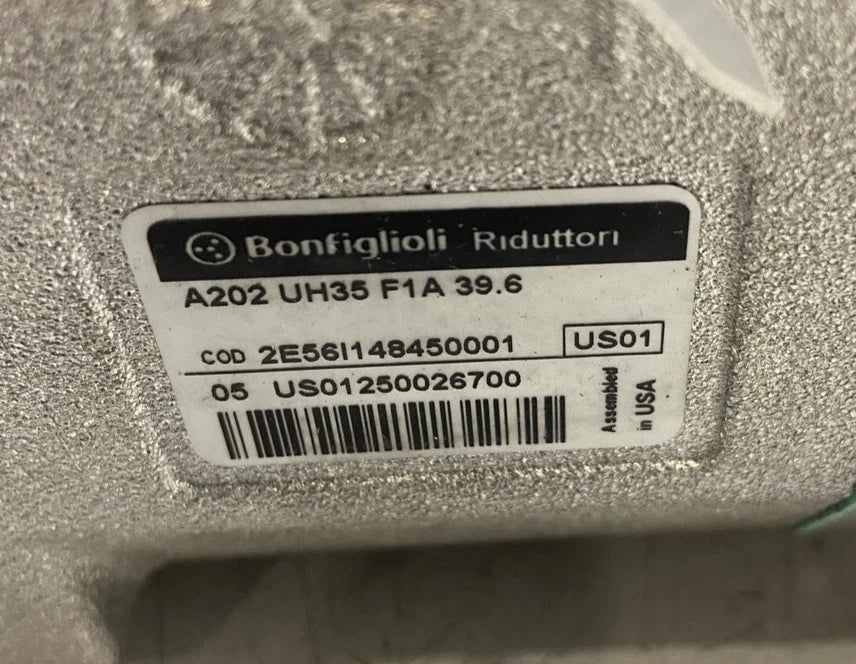 Bonfiglioli Riduttori
A202 UH35 F1A 39.6
COD 2E56I148450001 US01
05 US01250026700
Assembled
in USA